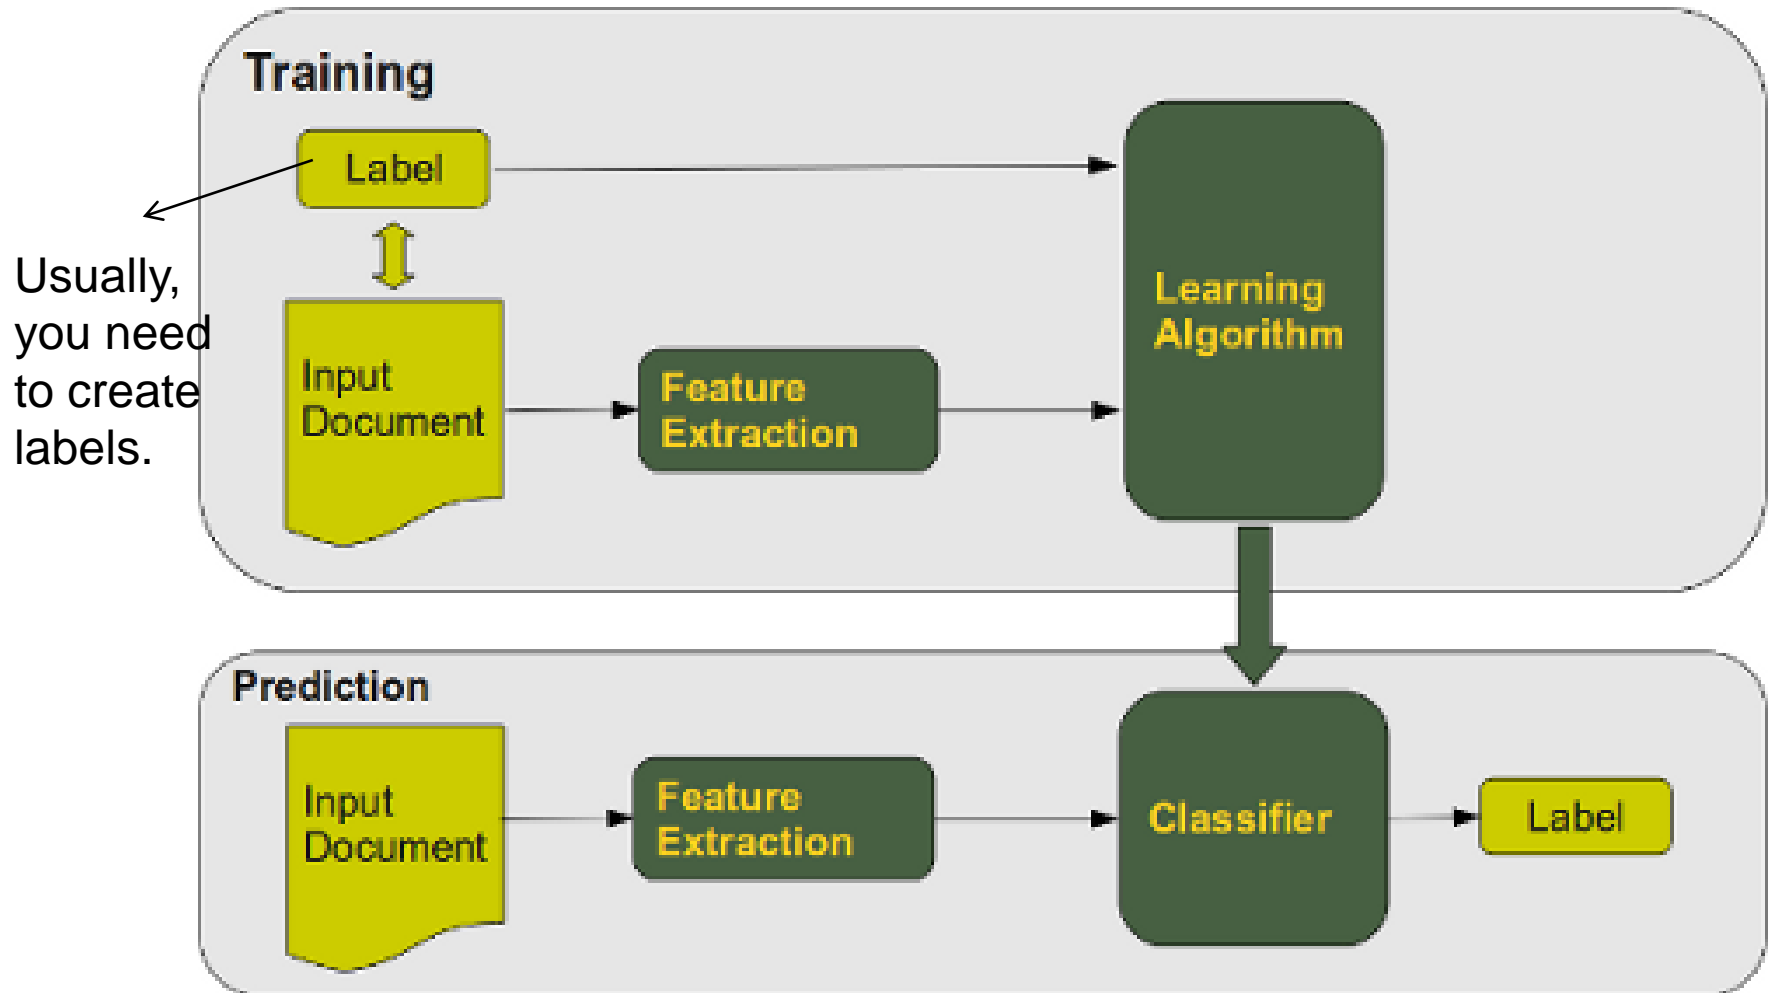 Training
Label
Usually,
you need
to create
labels.
Input
Document
Feature
Extraction
Learning
Algorithm
Prediction
Input
Document
Feature
Extraction
Classifier
Label